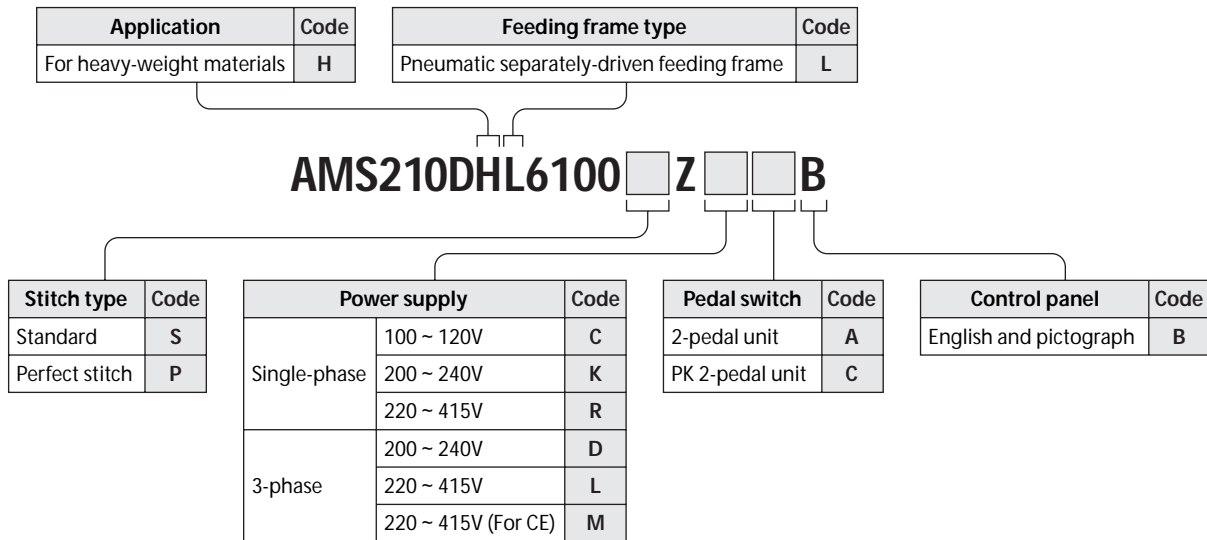 Application Code
For heavy-weight materials H
Feeding frame type Code
Pneumatic separately-driven feeding frame L
AMS210DHL6100 Z B
Stitch type Code
Standard S
Perfect stitch P
Power supply Code
Single-phase 100 ~ 120V C
200 ~ 240V K
220 ~ 415V R
3-phase 200 ~ 240V D
220 ~ 415V L
220 ~ 415V (For CE) M
Pedal switch Code
2-pedal unit A
PK 2-pedal unit C
Control panel Code
English and pictograph B